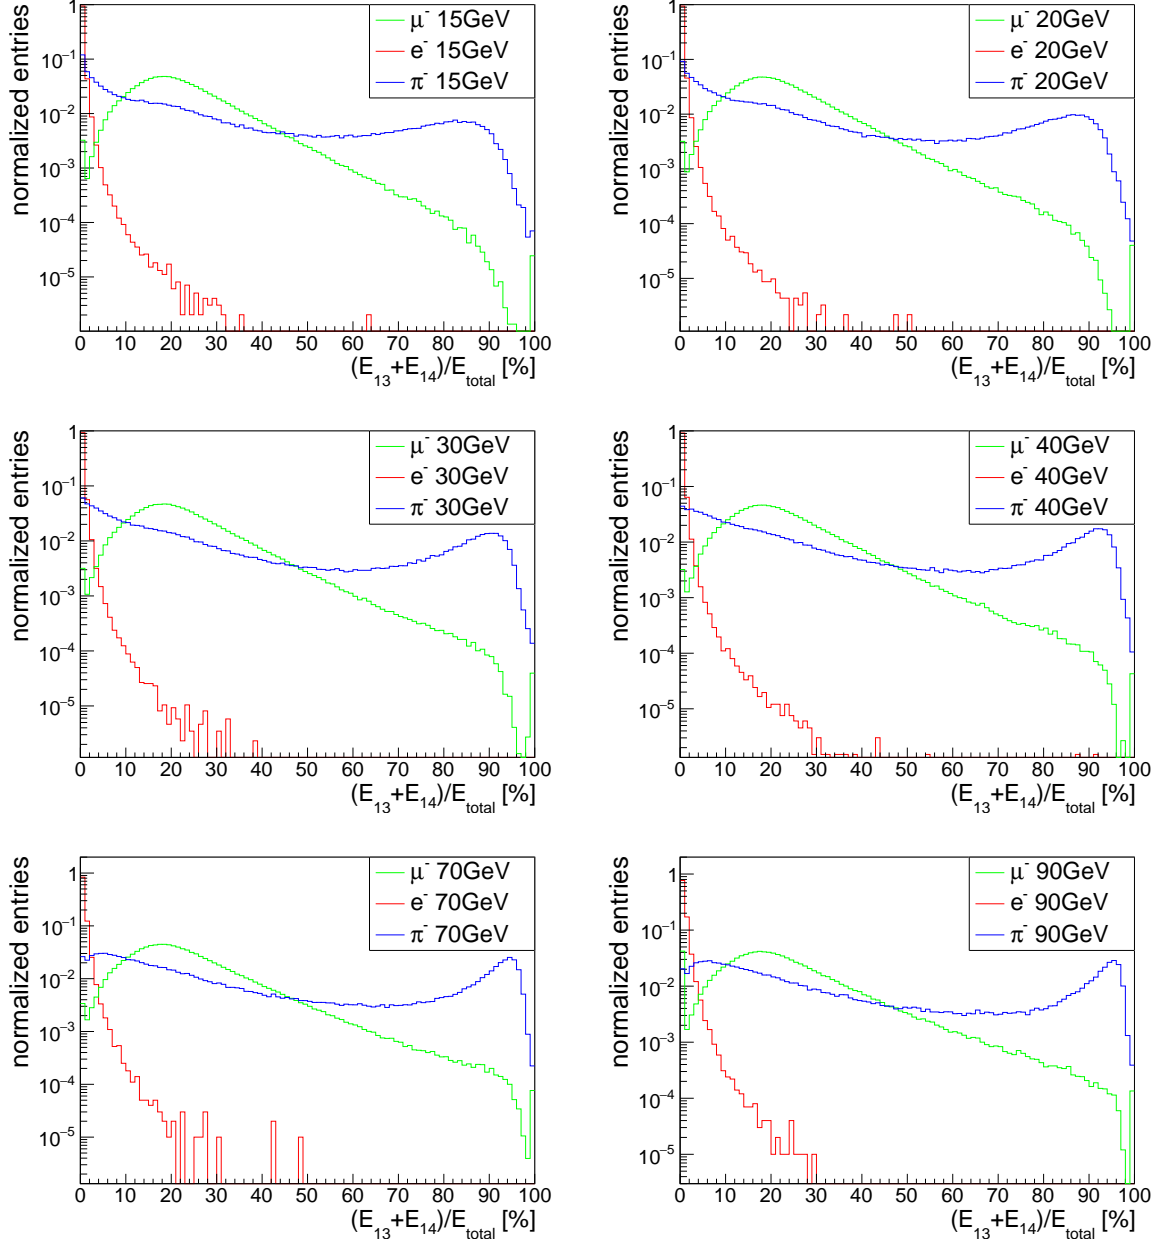 normalized entries
1
10⁻¹
10⁻²
10⁻³
10⁻⁴
10⁻⁵
μ⁻ 15GeV
e⁻ 15GeV
π⁻ 15GeV
0 10 20 30 40 50 60 70 80 90 100
(E₁₃+E₁₄)/E_total [%]
normalized entries
1
10⁻¹
10⁻²
10⁻³
10⁻⁴
10⁻⁵
μ⁻ 20GeV
e⁻ 20GeV
π⁻ 20GeV
0 10 20 30 40 50 60 70 80 90 100
(E₁₃+E₁₄)/E_total [%]
normalized entries
1
10⁻¹
10⁻²
10⁻³
10⁻⁴
10⁻⁵
μ⁻ 30GeV
e⁻ 30GeV
π⁻ 30GeV
0 10 20 30 40 50 60 70 80 90 100
(E₁₃+E₁₄)/E_total [%]
normalized entries
1
10⁻¹
10⁻²
10⁻³
10⁻⁴
10⁻⁵
μ⁻ 40GeV
e⁻ 40GeV
π⁻ 40GeV
0 10 20 30 40 50 60 70 80 90 100
(E₁₃+E₁₄)/E_total [%]
normalized entries
1
10⁻¹
10⁻²
10⁻³
10⁻⁴
10⁻⁵
μ⁻ 70GeV
e⁻ 70GeV
π⁻ 70GeV
0 10 20 30 40 50 60 70 80 90 100
(E₁₃+E₁₄)/E_total [%]
normalized entries
1
10⁻¹
10⁻²
10⁻³
10⁻⁴
10⁻⁵
μ⁻ 90GeV
e⁻ 90GeV
π⁻ 90GeV
0 10 20 30 40 50 60 70 80 90 100
(E₁₃+E₁₄)/E_total [%]